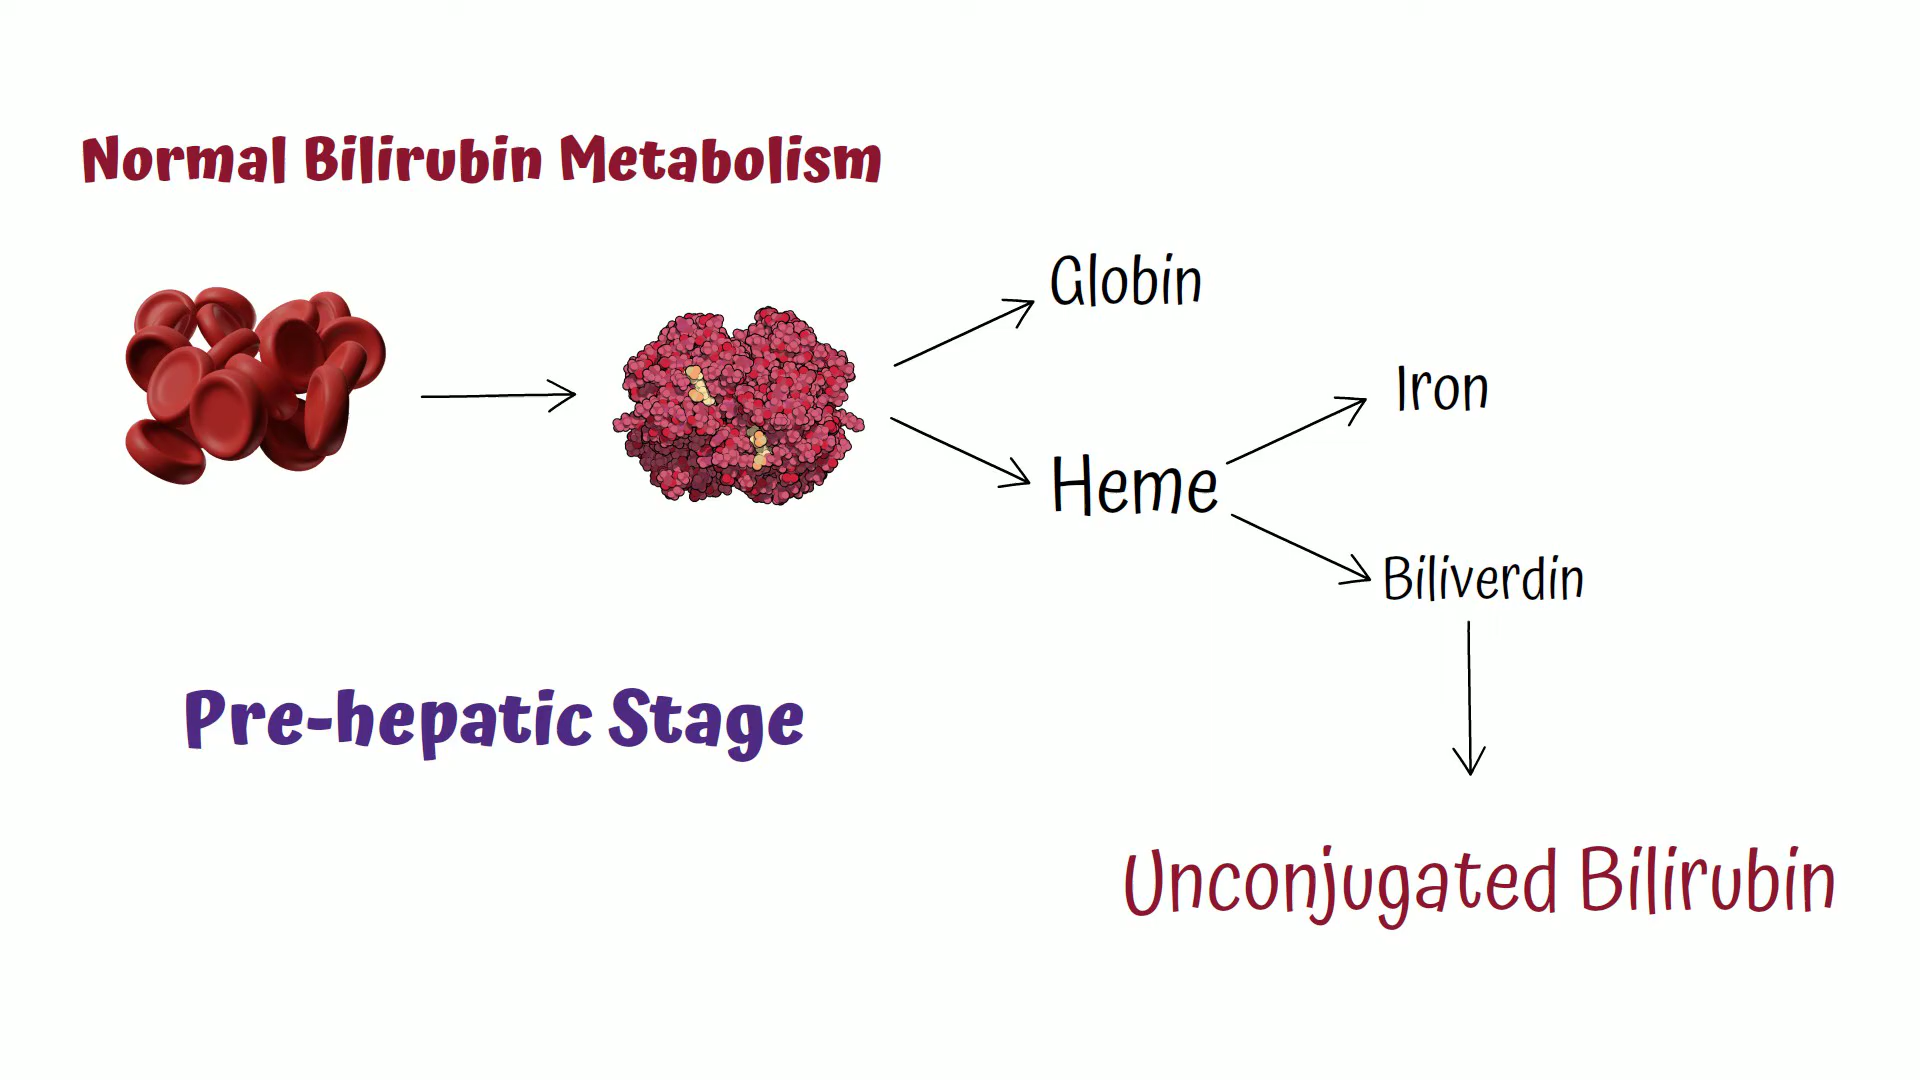 Normal Bilirubin Metabolism
Globin
Iron
Heme
Biliverdin
Pre-hepatic Stage
Unconjugated Bilirubin